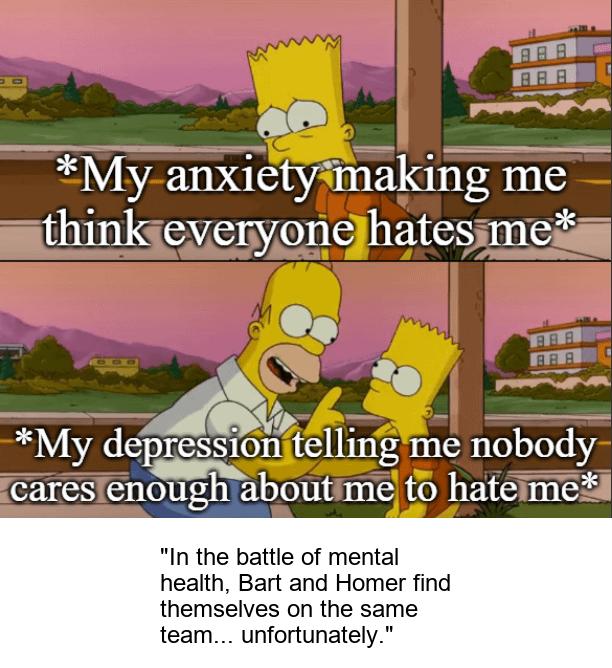 *My anxiety making me
think everyone hates me*
*My depression telling me nobody
cares enough about me to hate me*
"In the battle of mental
health, Bart and Homer find
themselves on the same
team... unfortunately."